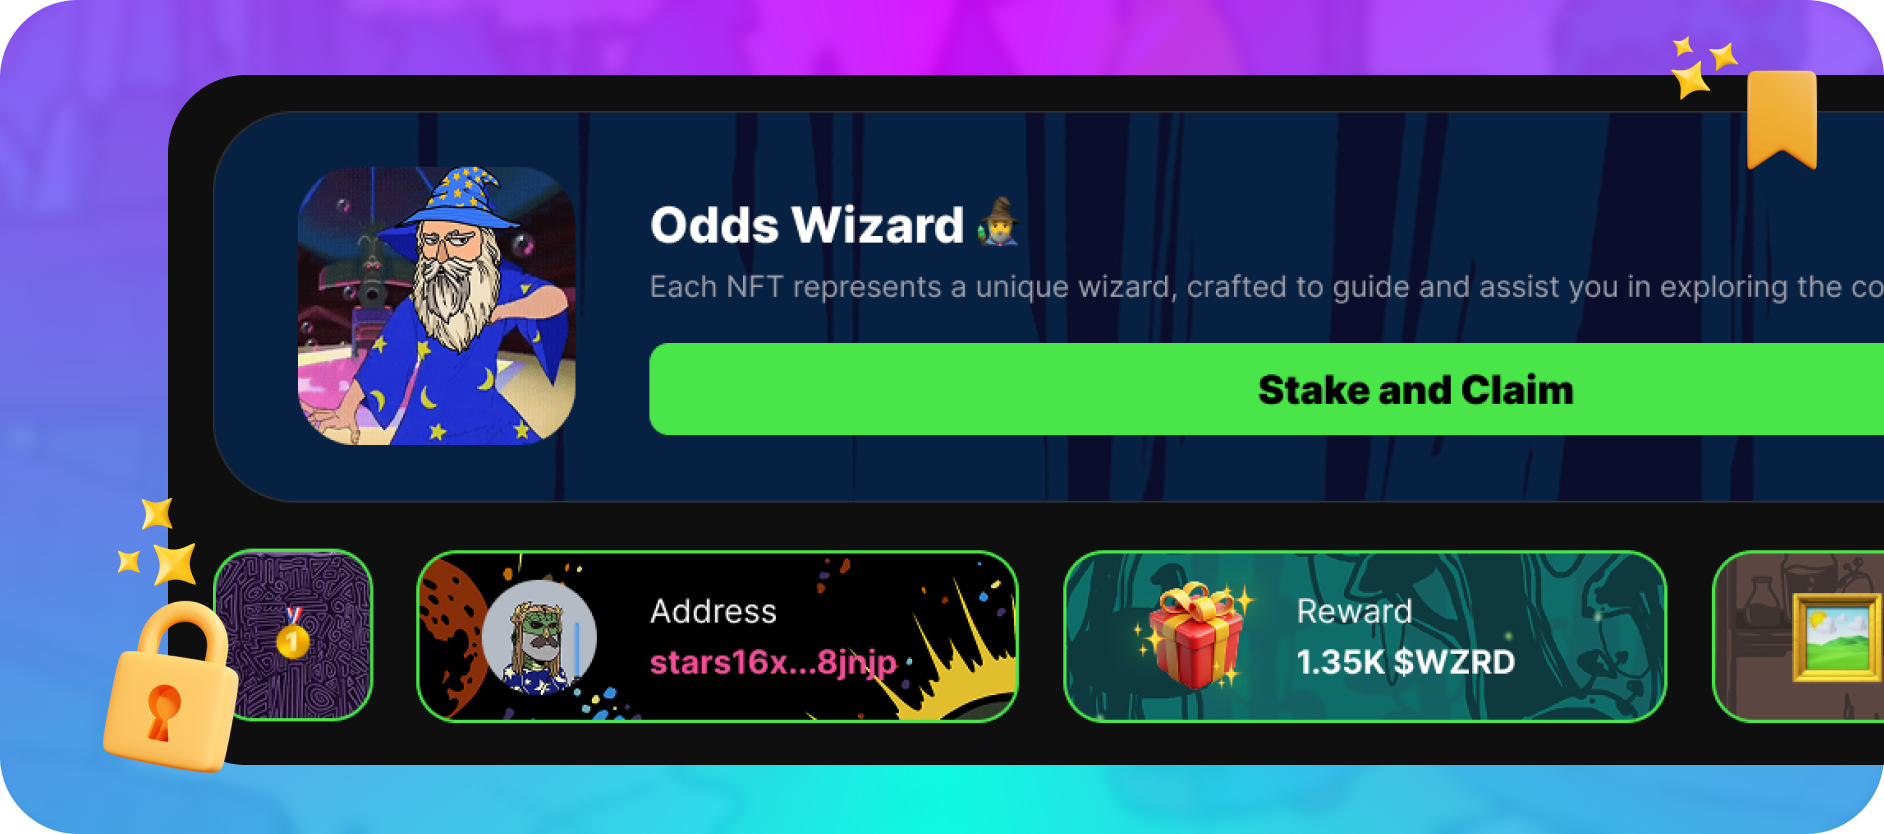 Odds Wizard
Each NFT represents a unique wizard, crafted to guide and assist you in exploring the co
Stake and Claim
1
Address
stars16x...8jnjp
Reward
1.35K $WZRD